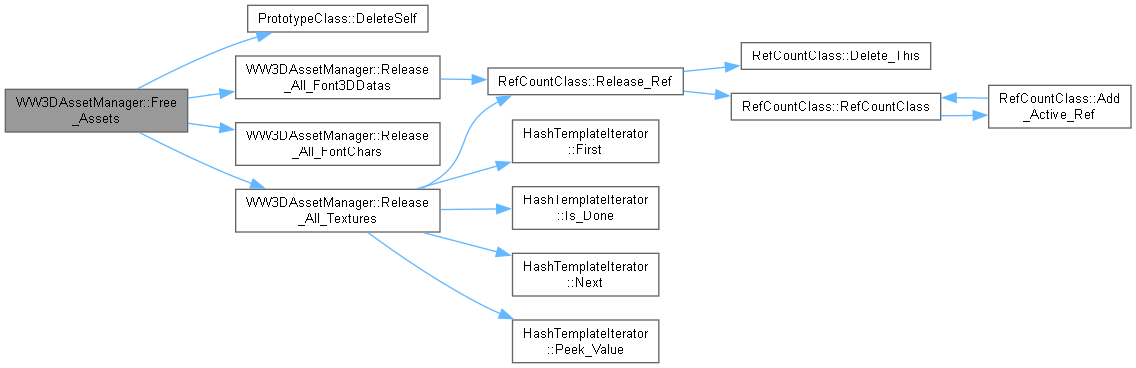 PrototypeClass::DeleteSelf
WW3DAssetManager::Release
_All_Font3DDatas
RefCountClass::Delete_This
RefCountClass::Release_Ref
WW3DAssetManager::Free
_Assets
RefCountClass::RefCountClass
RefCountClass::Add
_Active_Ref
WW3DAssetManager::Release
_All_FontChars
HashTemplateIterator
::First
WW3DAssetManager::Release
_All_Textures
HashTemplateIterator
::Is_Done
HashTemplateIterator
::Next
HashTemplateIterator
::Peek_Value